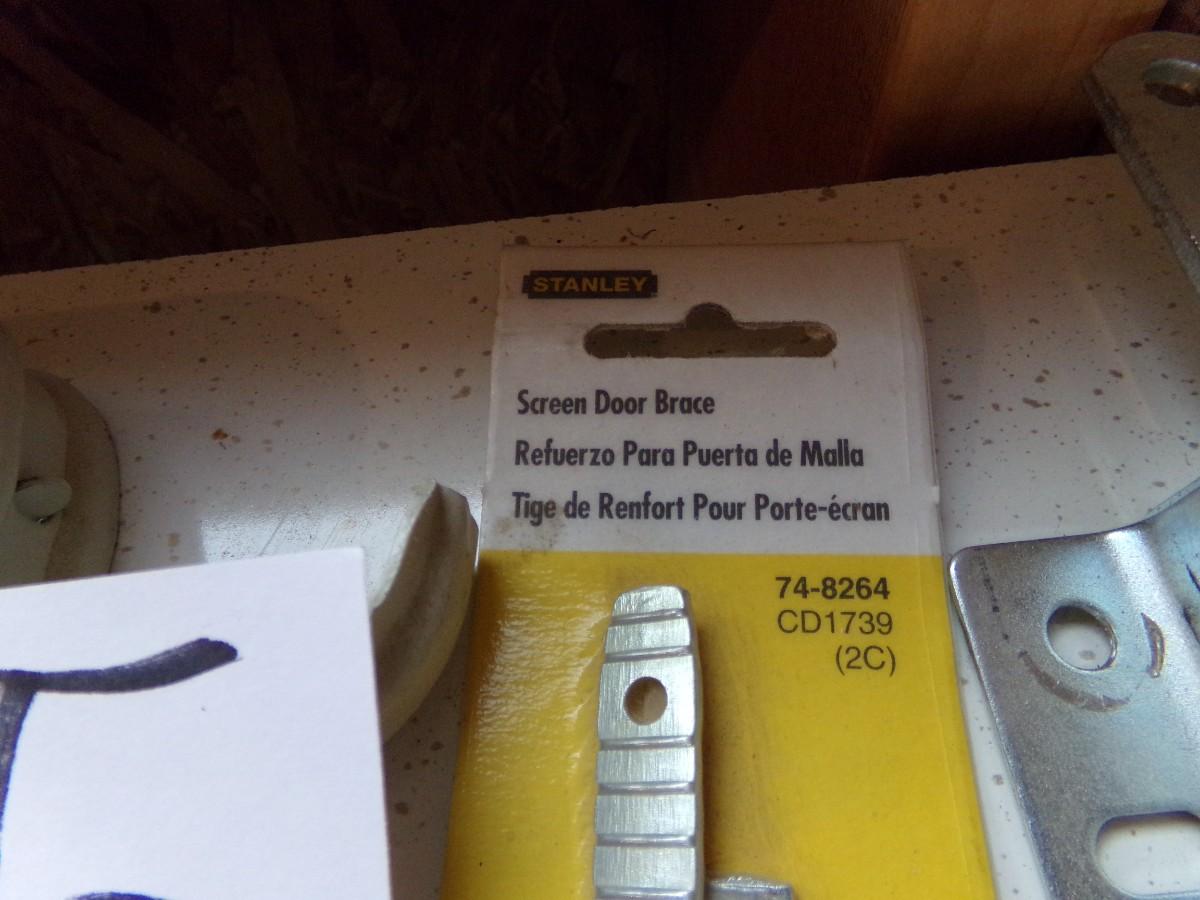 STANLEY
Screen Door Brace
Refuerzo Para Puerta de Malla
Tige de Renfort Pour Porte-écran
74-8264
CD1739
(2C)